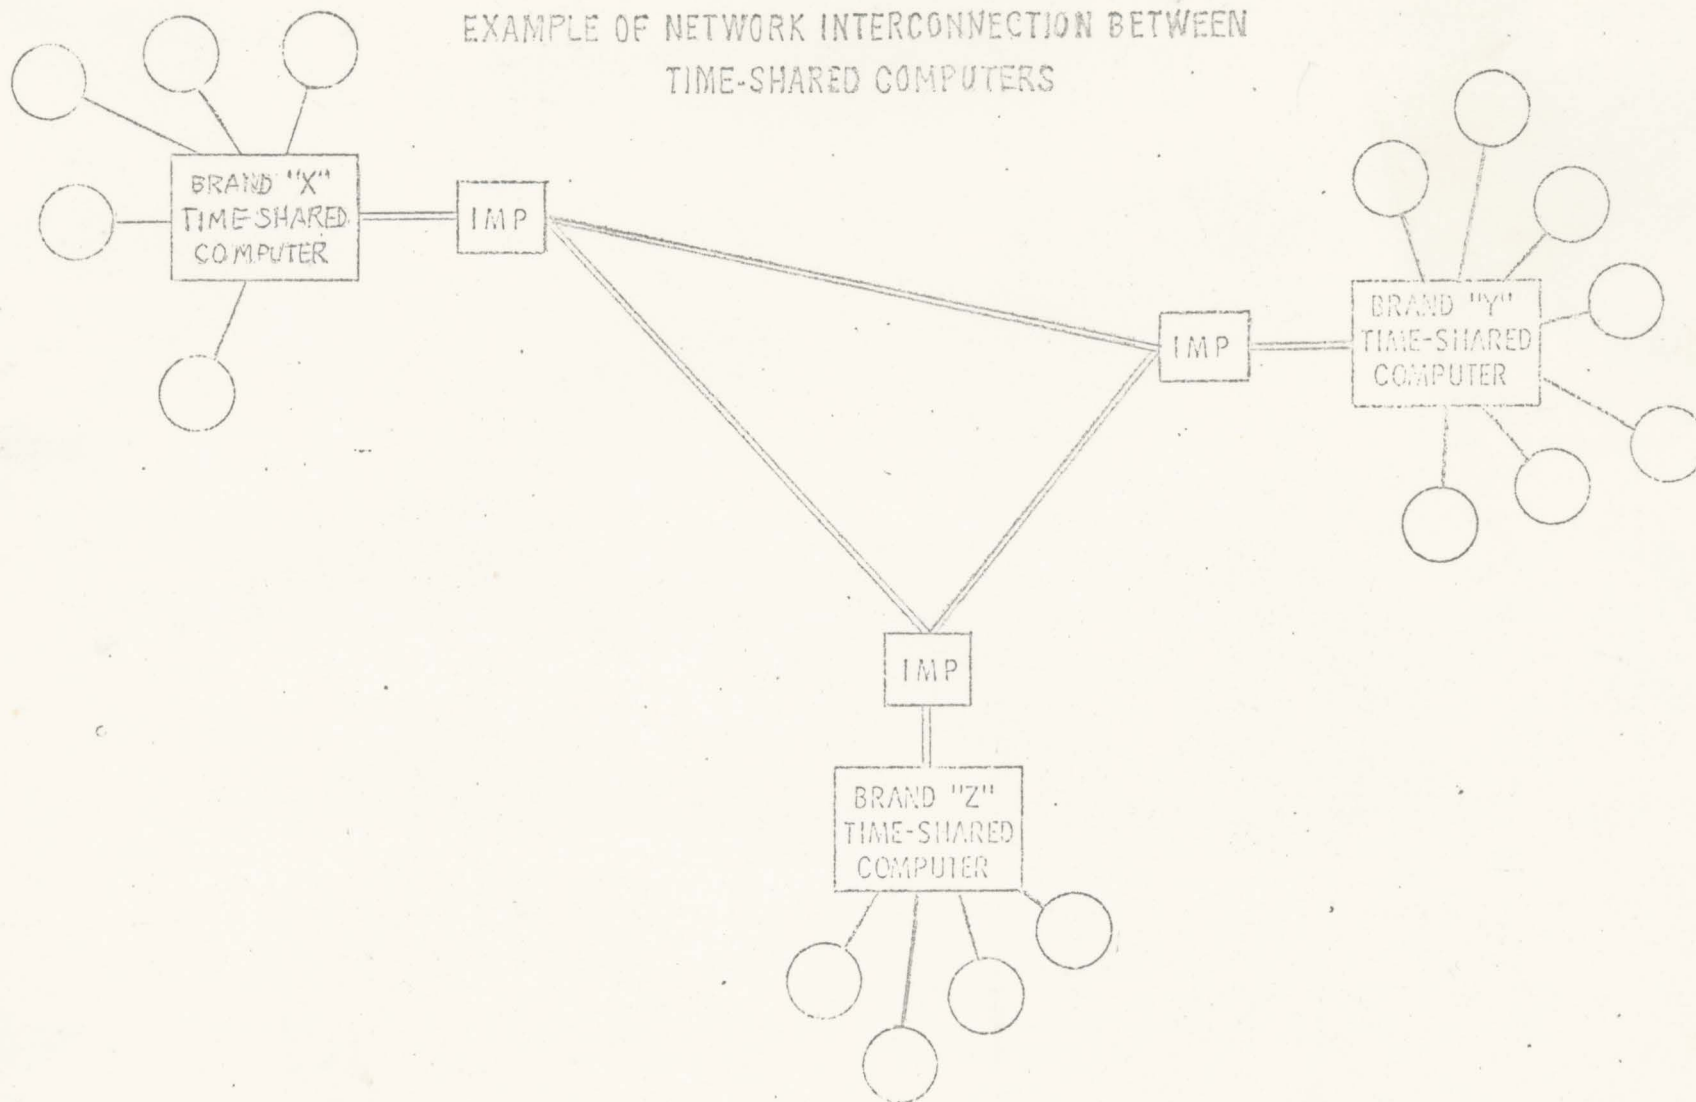 EXAMPLE OF NETWORK INTERCONNECTION BETWEEN
TIME-SHARED COMPUTERS
BRAND "X"
TIME-SHARED
COMPUTER
IMP
IMP
BRAND "Y"
TIME-SHARED
COMPUTER
IMP
BRAND "Z"
TIME-SHARED
COMPUTER